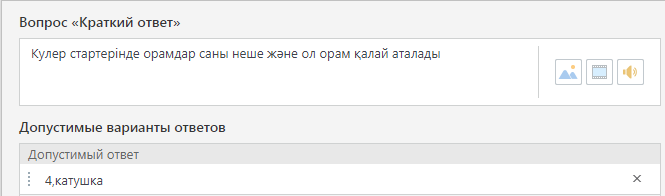 Вопрос «Краткий ответ»
Кулер стартерінде орамдар саны неше және ол орам қалай аталады
Допустимые варианты ответов
Допустимый ответ
4,катушка